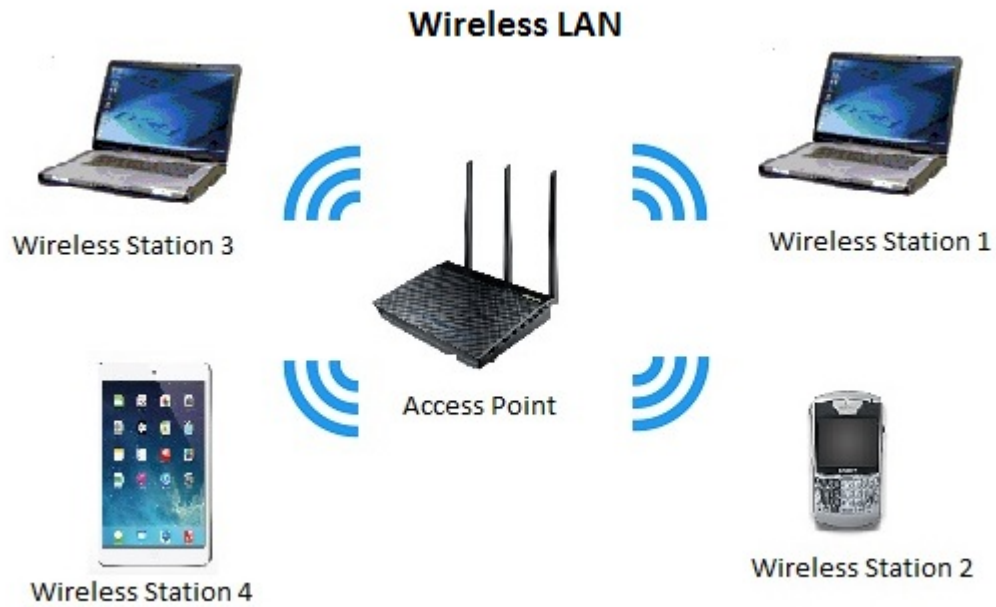 Wireless LAN
Wireless Station 3
Wireless Station 1
Access Point
Wireless Station 4
Wireless Station 2